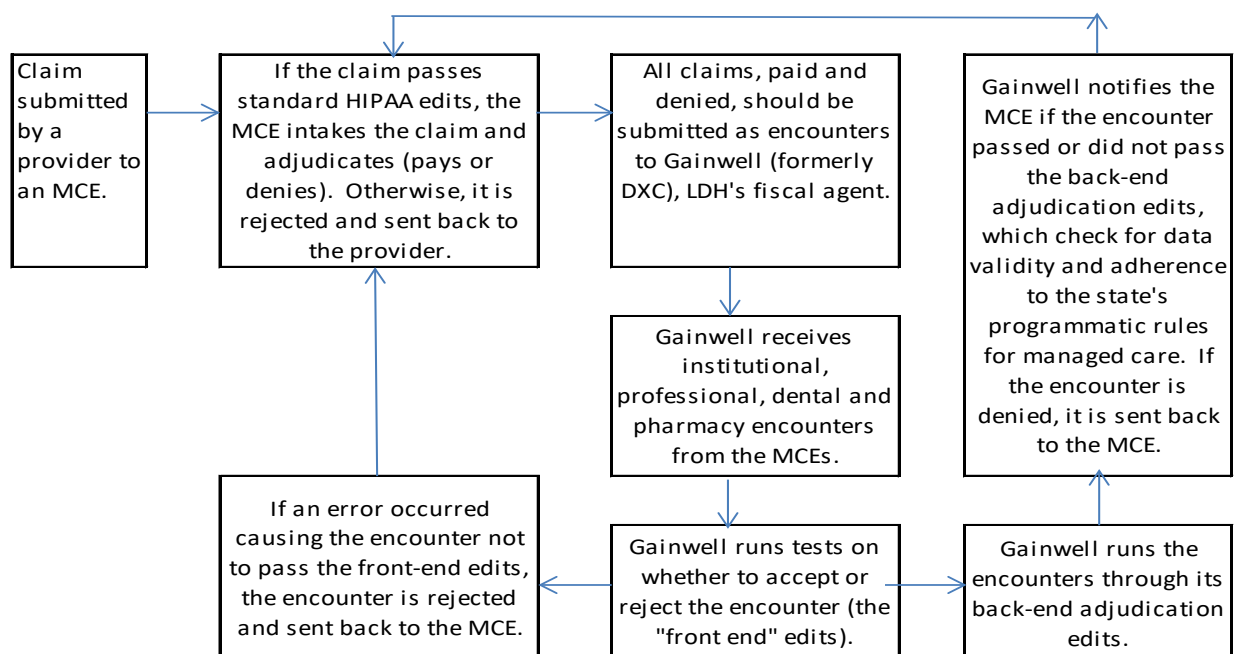 Claim
submitted
by a
provider to
an MCE.
If the claim passes
standard HIPAA edits, the
MCE intakes the claim and
adjudicates (pays or
denies).  Otherwise, it is
rejected and sent back to
the provider.
All claims, paid and
denied, should be
submitted as encounters
to Gainwell (formerly
DXC), LDH's fiscal agent.
Gainwell receives
institutional,
professional, dental and
pharmacy encounters
from the MCEs.
Gainwell runs tests on
whether to accept or
reject the encounter (the
"front end" edits).
If an error occurred
causing the encounter not
to pass the front-end edits,
the encounter is rejected
and sent back to the MCE.
Gainwell runs the
encounters through its
back-end adjudication
edits.
Gainwell notifies the
MCE if the encounter
passed or did not pass
the back-end
adjudication edits,
which check for data
validity and adherence
to the state's
programmatic rules
for managed care.  If
the encounter is
denied, it is sent back
to the MCE.